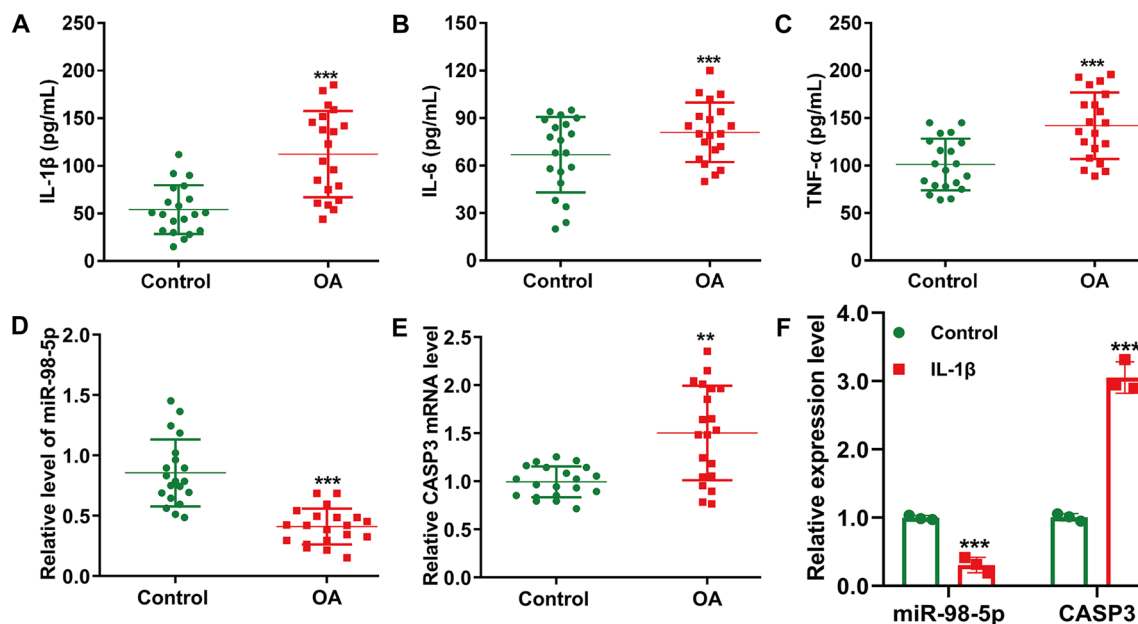 A
IL-1β (pg/mL)
250
200
150
100
50
0
***
Control
OA
B
IL-6 (pg/mL)
150
120
90
60
30
0
***
Control
OA
C
TNF-α (pg/mL)
250
200
150
100
50
0
***
Control
OA
D
Relative level of miR-98-5p
2.0
1.5
1.0
0.5
0.0
***
Control
OA
E
Relative CASP3 mRNA level
2.5
2.0
1.5
1.0
0.5
0.0
**
Control
OA
F
Relative expression level
4.0
3.0
2.0
1.0
0.0
Control
IL-1β
***
***
miR-98-5p
CASP3